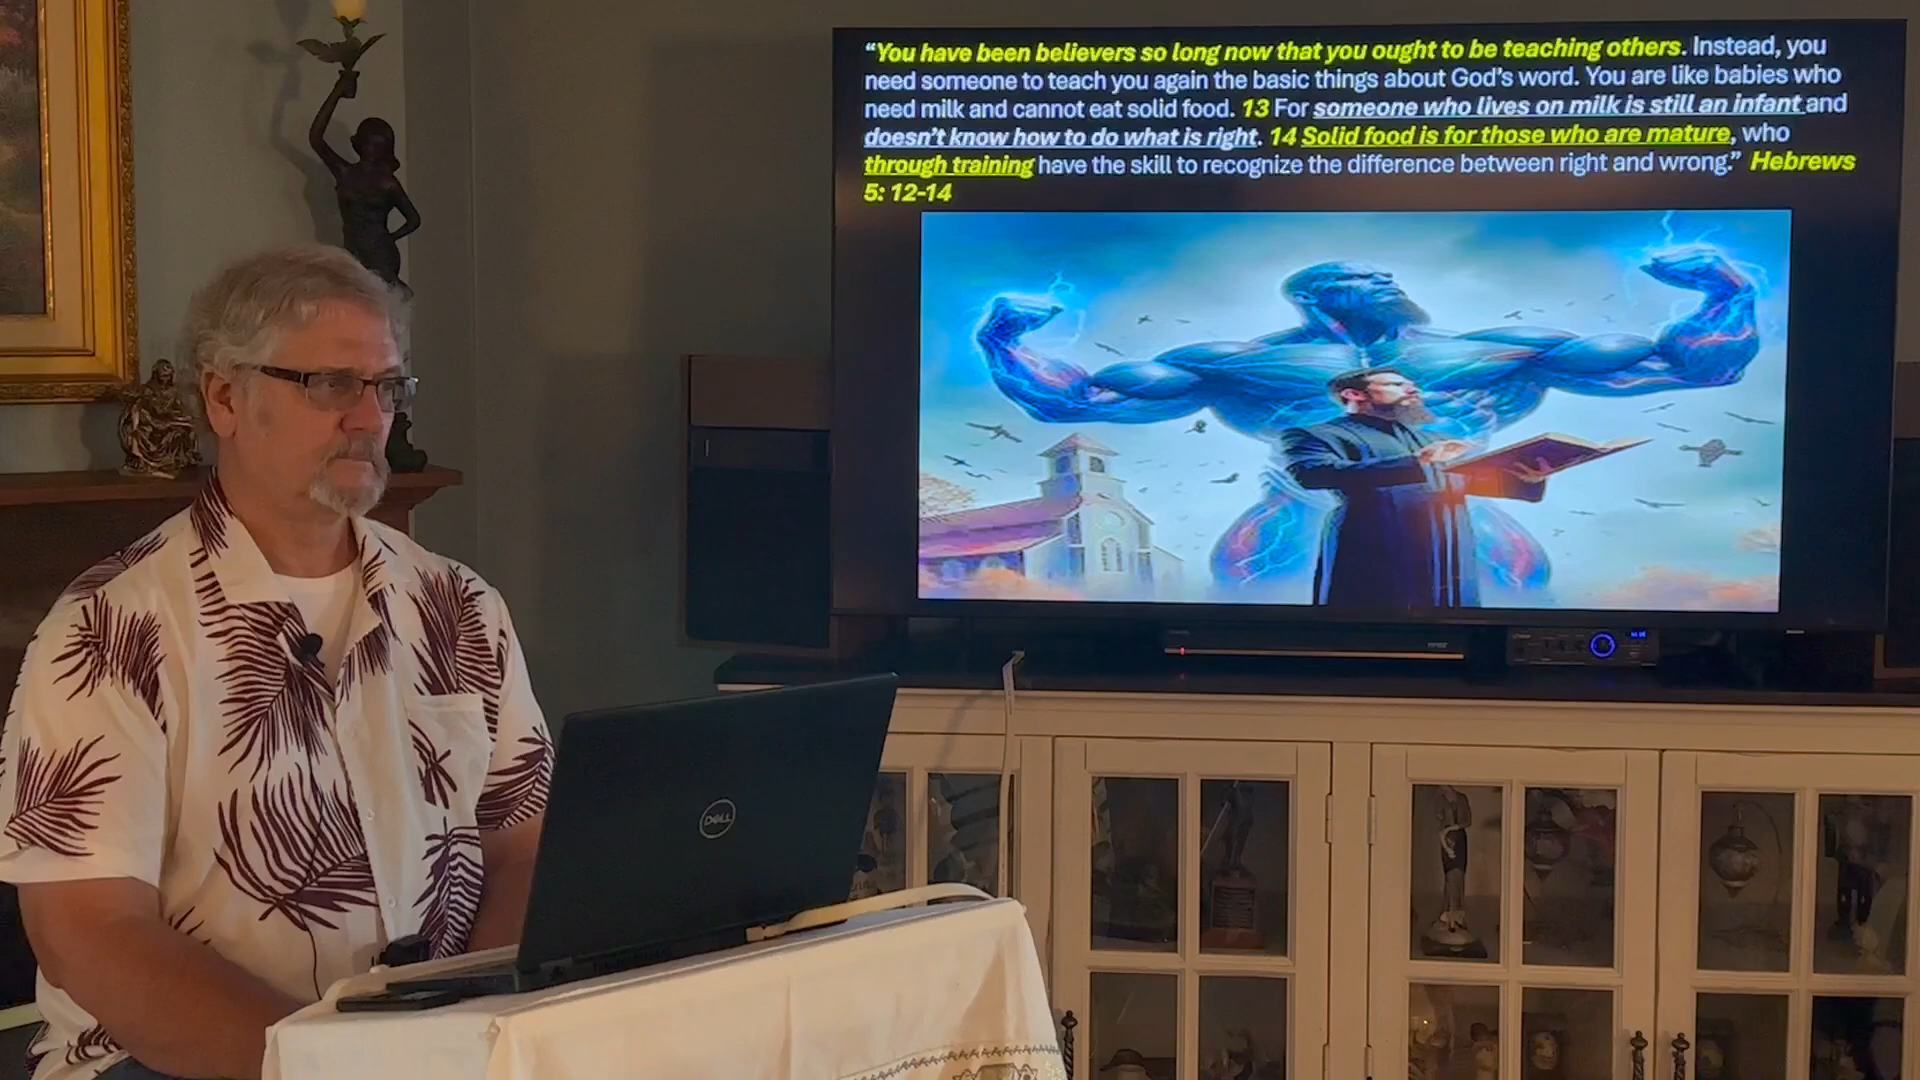 “You have been believers so long now that you ought to be teaching others. Instead, you
need someone to teach you again the basic things about God’s word. You are like babies who
need milk and cannot eat solid food. 13 For someone who lives on milk is still an infant and
doesn’t know how to do what is right. 14 Solid food is for those who are mature, who
through training have the skill to recognize the difference between right and wrong.” Hebrews
5: 12-14
DELL